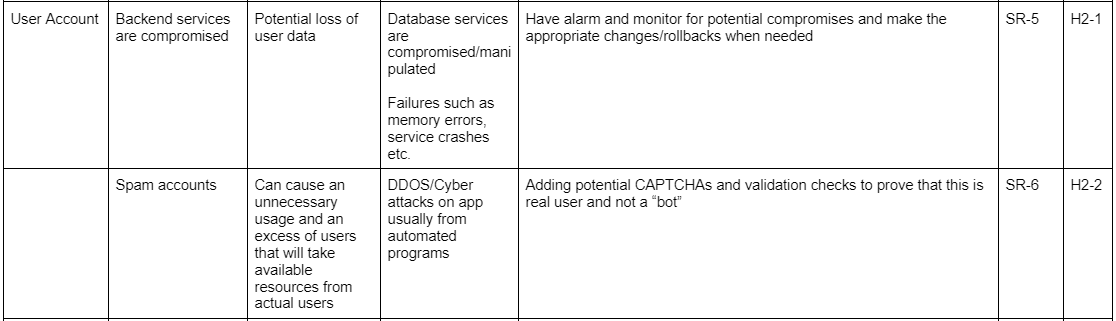 User Account
Backend services
are compromised
Potential loss of
user data
Database services
are
compromised/mani
pulated
Failures such as
memory errors,
service crashes
etc.
Have alarm and monitor for potential compromises and make the
appropriate changes/rollbacks when needed
SR-5
H2-1
Spam accounts
Can cause an
unnecessary
usage and an
excess of users
that will take
available
resources from
actual users
DDOS/Cyber
attacks on app
usually from
automated
programs
Adding potential CAPTCHAs and validation checks to prove that this is
real user and not a “bot”
SR-6
H2-2